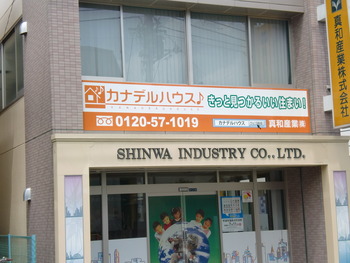 カナデルハウス♪
きっと見つかるいい住まい!
0120-57-1019
カナデルハウス
真和産業㈱
SHINWA INDUSTRY CO., LTD.
真和産業株式会社